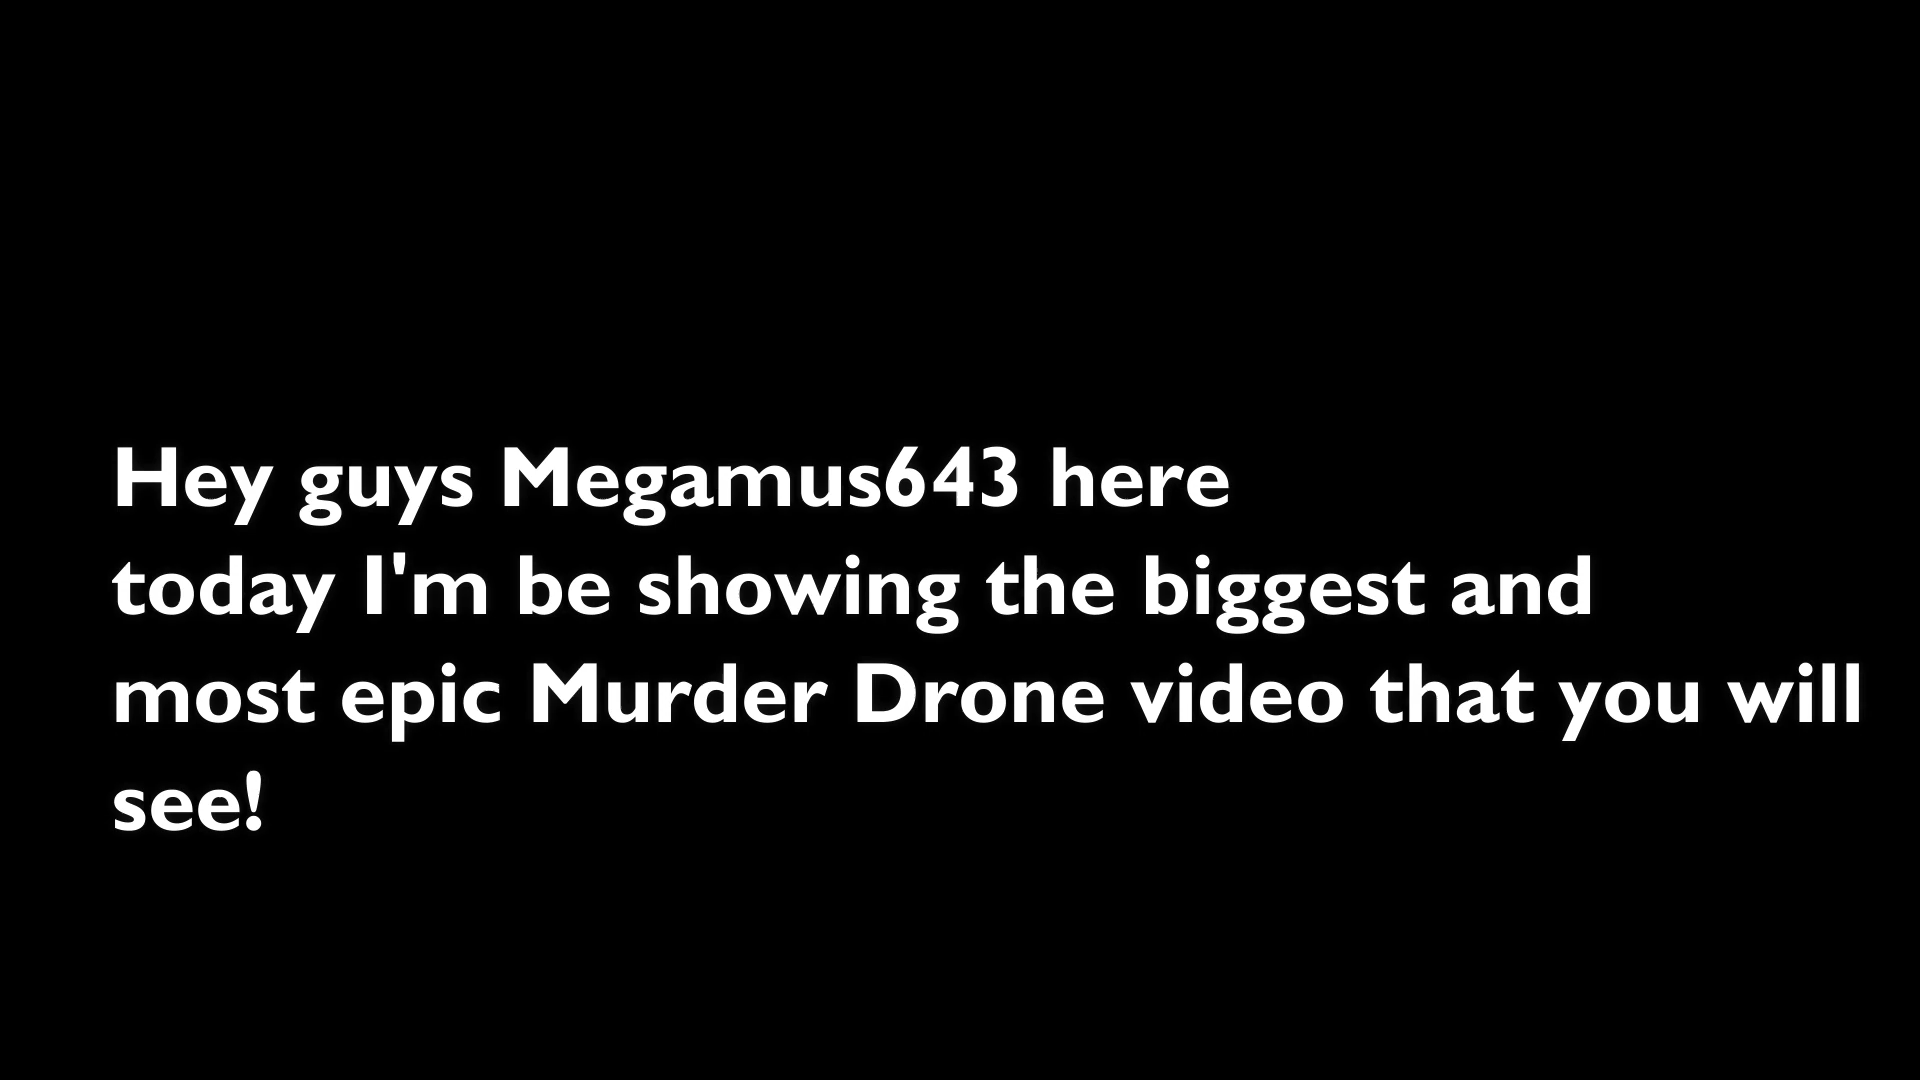 Hey guys Megamus643 here
today I'm be showing the biggest and
most epic Murder Drone video that you will
see!